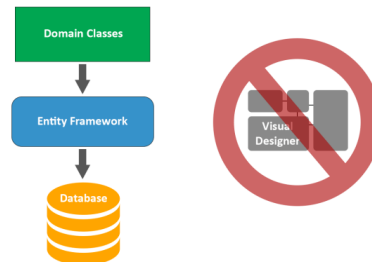 Domain Classes
Entity Framework
Database
Visual
Designer